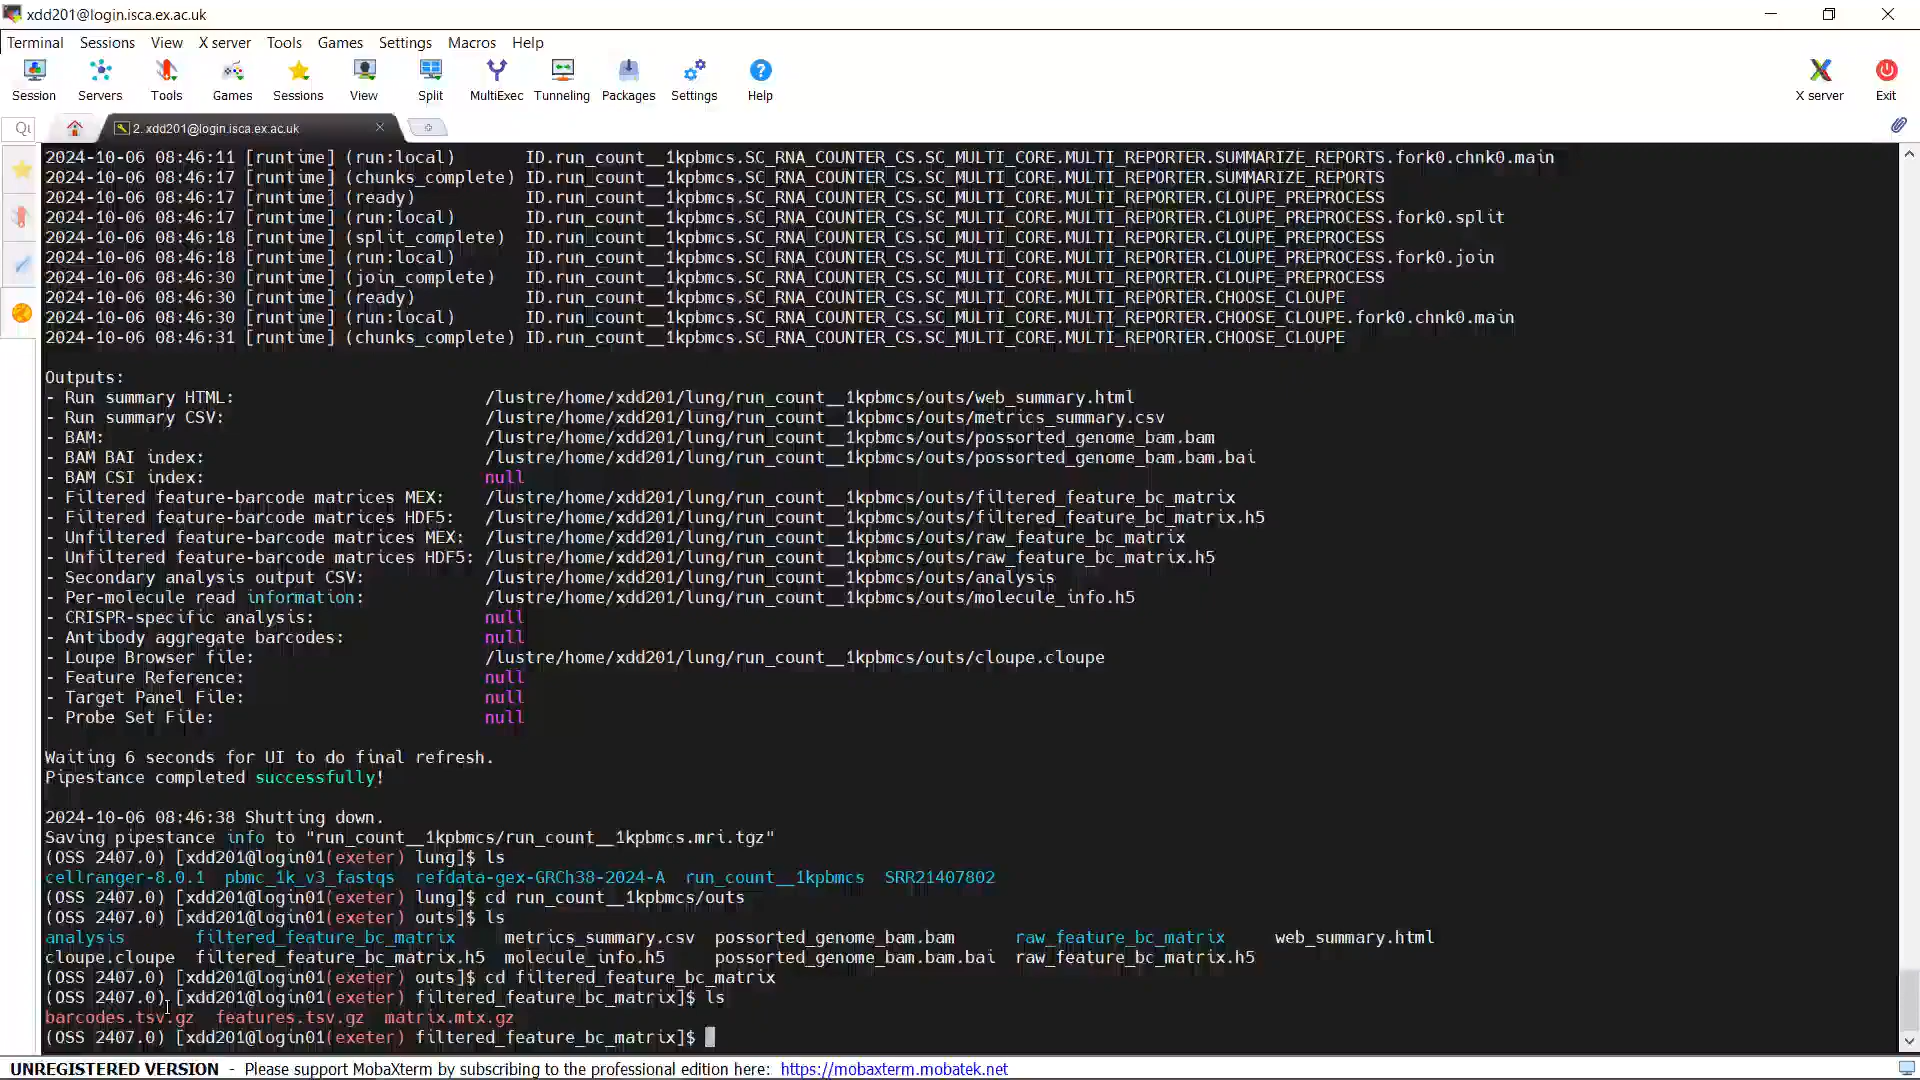 xdd201@login.isca.ex.ac.uk
Terminal Sessions View X server Tools Games Settings Macros Help
Session Servers Tools Games Sessions View Split MultiExec Tunneling Packages Settings Help X server Exit
2. xdd201@login.isca.ex.ac.uk
2024-10-06 08:46:11 [runtime] (run:local) ID.run_count__1kpbmcs.SC_RNA_COUNTER_CS.SC_MULTI_CORE.MULTI_REPORTER.SUMMARIZE_REPORTS.fork0.chnk0.main
2024-10-06 08:46:17 [runtime] (chunks_complete) ID.run_count__1kpbmcs.SC_RNA_COUNTER_CS.SC_MULTI_CORE.MULTI_REPORTER.SUMMARIZE_REPORTS
2024-10-06 08:46:17 [runtime] (ready) ID.run_count__1kpbmcs.SC_RNA_COUNTER_CS.SC_MULTI_CORE.MULTI_REPORTER.CLOUPE_PREPROCESS
2024-10-06 08:46:17 [runtime] (run:local) ID.run_count__1kpbmcs.SC_RNA_COUNTER_CS.SC_MULTI_CORE.MULTI_REPORTER.CLOUPE_PREPROCESS.fork0.split
2024-10-06 08:46:18 [runtime] (split_complete) ID.run_count__1kpbmcs.SC_RNA_COUNTER_CS.SC_MULTI_CORE.MULTI_REPORTER.CLOUPE_PREPROCESS
2024-10-06 08:46:18 [runtime] (run:local) ID.run_count__1kpbmcs.SC_RNA_COUNTER_CS.SC_MULTI_CORE.MULTI_REPORTER.CLOUPE_PREPROCESS.fork0.join
2024-10-06 08:46:30 [runtime] (join_complete) ID.run_count__1kpbmcs.SC_RNA_COUNTER_CS.SC_MULTI_CORE.MULTI_REPORTER.CLOUPE_PREPROCESS
2024-10-06 08:46:30 [runtime] (ready) ID.run_count__1kpbmcs.SC_RNA_COUNTER_CS.SC_MULTI_CORE.MULTI_REPORTER.CHOOSE_CLOUPE
2024-10-06 08:46:30 [runtime] (run:local) ID.run_count__1kpbmcs.SC_RNA_COUNTER_CS.SC_MULTI_CORE.MULTI_REPORTER.CHOOSE_CLOUPE.fork0.chnk0.main
2024-10-06 08:46:31 [runtime] (chunks_complete) ID.run_count__1kpbmcs.SC_RNA_COUNTER_CS.SC_MULTI_CORE.MULTI_REPORTER.CHOOSE_CLOUPE
Outputs:
- Run summary HTML: /lustre/home/xdd201/lung/run_count__1kpbmcs/outs/web_summary.html
- Run summary CSV: /lustre/home/xdd201/lung/run_count__1kpbmcs/outs/metrics_summary.csv
- BAM: /lustre/home/xdd201/lung/run_count__1kpbmcs/outs/possorted_genome_bam.bam
- BAM BAI index: /lustre/home/xdd201/lung/run_count__1kpbmcs/outs/possorted_genome_bam.bam.bai
- BAM CSI index: null
- Filtered feature-barcode matrices MEX: /lustre/home/xdd201/lung/run_count__1kpbmcs/outs/filtered_feature_bc_matrix
- Filtered feature-barcode matrices HDF5: /lustre/home/xdd201/lung/run_count__1kpbmcs/outs/filtered_feature_bc_matrix.h5
- Unfiltered feature-barcode matrices MEX: /lustre/home/xdd201/lung/run_count__1kpbmcs/outs/raw_feature_bc_matrix
- Unfiltered feature-barcode matrices HDF5: /lustre/home/xdd201/lung/run_count__1kpbmcs/outs/raw_feature_bc_matrix.h5
- Secondary analysis output CSV: /lustre/home/xdd201/lung/run_count__1kpbmcs/outs/analysis
- Per-molecule read information: /lustre/home/xdd201/lung/run_count__1kpbmcs/outs/molecule_info.h5
- CRISPR-specific analysis: null
- Antibody aggregate barcodes: null
- Loupe Browser file: /lustre/home/xdd201/lung/run_count__1kpbmcs/outs/cloupe.cloupe
- Feature Reference: null
- Target Panel File: null
- Probe Set File: null
Waiting 6 seconds for UI to do final refresh.
Pipestance completed successfully!
2024-10-06 08:46:38 Shutting down.
Saving pipestance info to "run_count__1kpbmcs/run_count__1kpbmcs.mri.tgz"
(OSS 2407.0) [xdd201@login01(exeter) lung]$ ls
cellranger-8.0.1 pbmc_1k_v3_fastqs refdata-gex-GRCh38-2024-A run_count__1kpbmcs SRR21407802
(OSS 2407.0) [xdd201@login01(exeter) lung]$ cd run_count__1kpbmcs/outs
(OSS 2407.0) [xdd201@login01(exeter) outs]$ ls
analysis filtered_feature_bc_matrix metrics_summary.csv possorted_genome_bam.bam raw_feature_bc_matrix web_summary.html
cloupe.cloupe filtered_feature_bc_matrix.h5 molecule_info.h5 possorted_genome_bam.bam.bai raw_feature_bc_matrix.h5
(OSS 2407.0) [xdd201@login01(exeter) outs]$ cd filtered_feature_bc_matrix
(OSS 2407.0) [xdd201@login01(exeter) filtered_feature_bc_matrix]$ ls
barcodes.tsv.gz features.tsv.gz matrix.mtx.gz
(OSS 2407.0) [xdd201@login01(exeter) filtered_feature_bc_matrix]$
UNREGISTERED VERSION - Please support MobaXterm by subscribing to the professional edition here: https://mobaxterm.mobatek.net